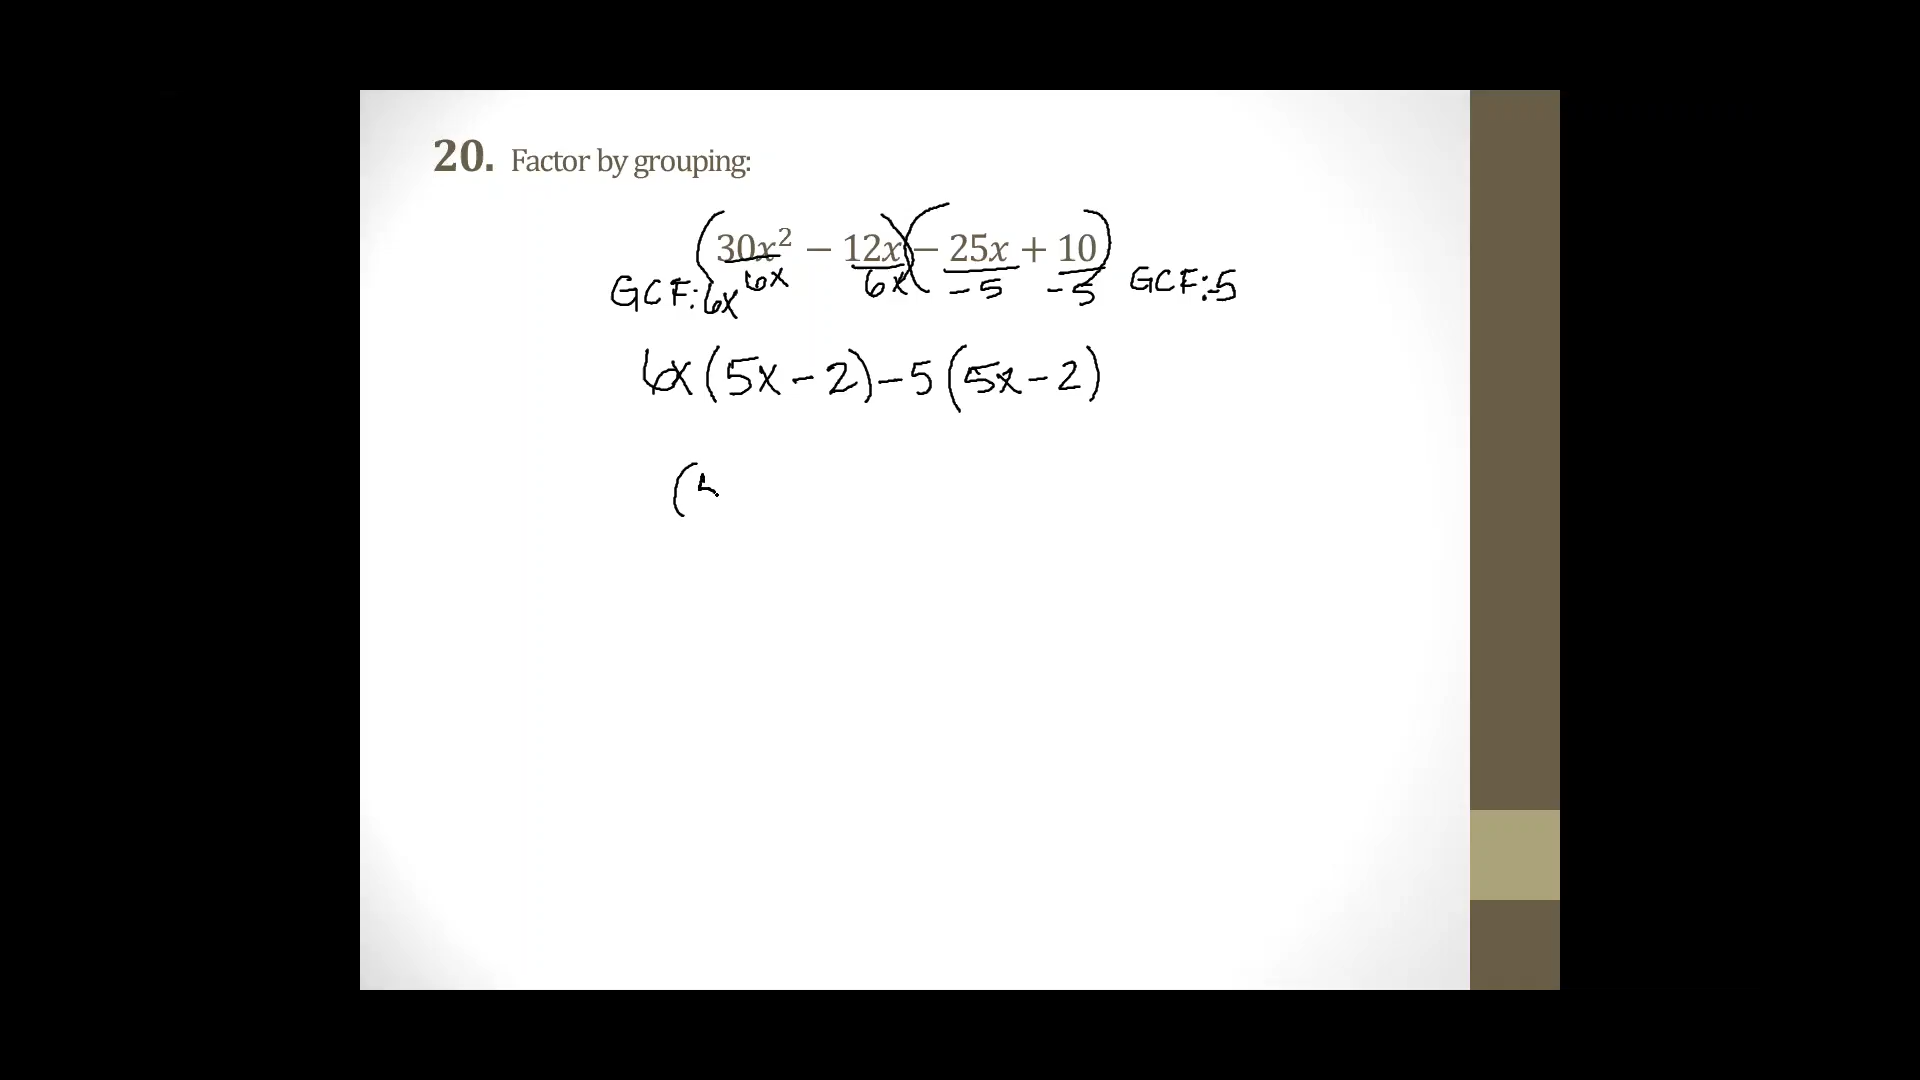 20. Factor by grouping:
(30x² − 12x)(− 25x + 10)
GCF: 6x 6x 6x -5 -5 GCF: -5
6x(5x - 2) - 5(5x - 2)
(